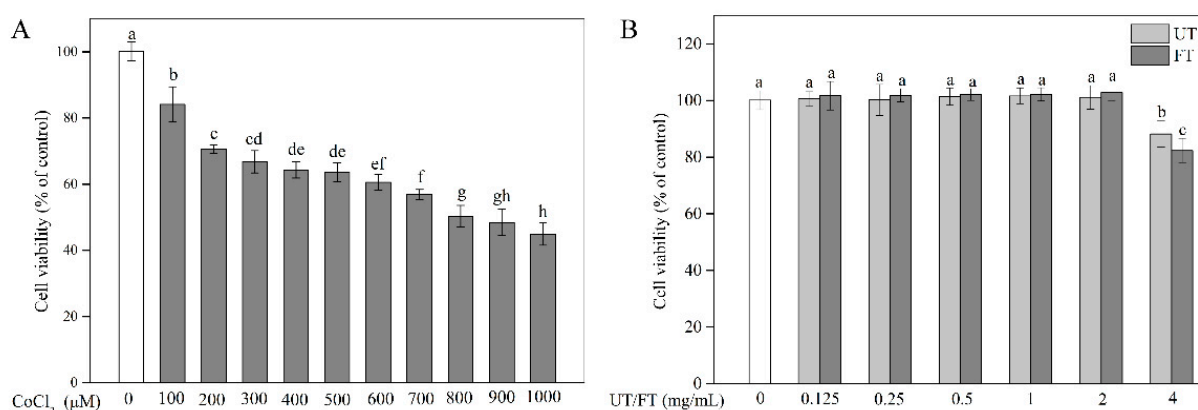 A
B
UT
FT
a
b
c
cd
de
de
ef
f
g
gh
h
100
80
60
40
20
0
Cell viability (% of control)
CoCl₂ (μM) 0 100 200 300 400 500 600 700 800 900 1000
a
a a
a a
a a
a a
a a
b c
120
100
80
60
40
20
0
Cell viability (% of control)
UT/FT (mg/mL) 0 0.125 0.25 0.5 1 2 4